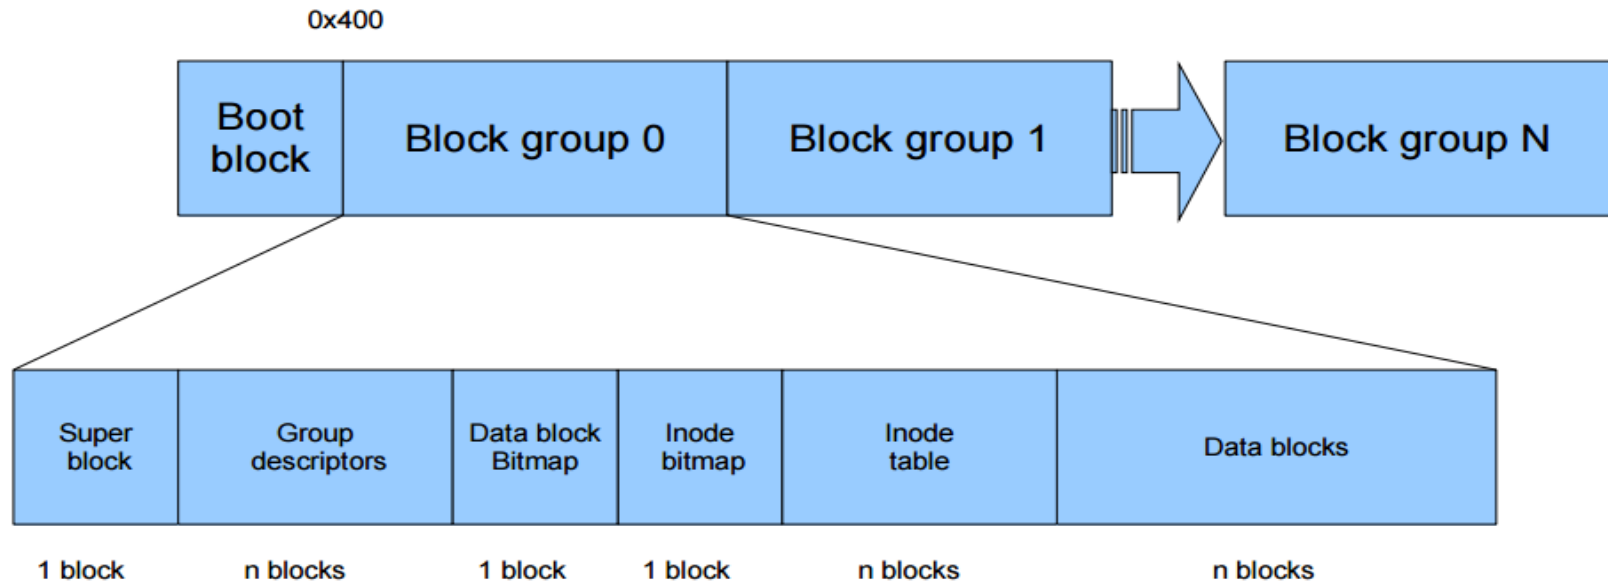 0x400
Boot
block
Block group 0
Block group 1
Block group N
Super
block
Group
descriptors
Data block
Bitmap
Inode
bitmap
Inode
table
Data blocks
1 block
n blocks
1 block
1 block
n blocks
n blocks